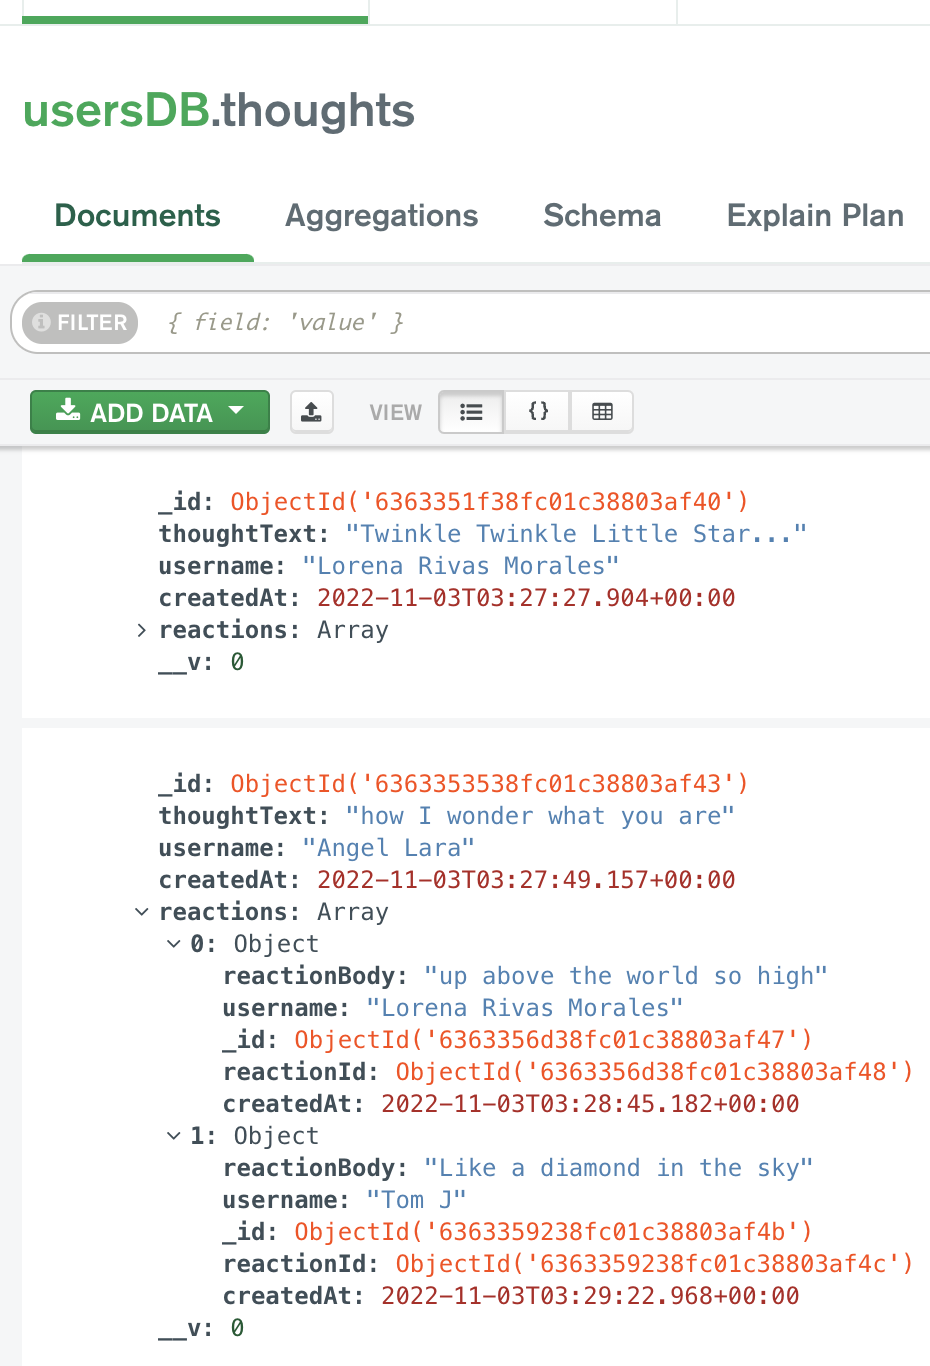 usersDB.thoughts
Documents Aggregations Schema Explain Plan
FILTER { field: 'value' }
ADD DATA VIEW { }
_id: ObjectId('6363351f38fc01c38803af40')
thoughtText: "Twinkle Twinkle Little Star..."
username: "Lorena Rivas Morales"
createdAt: 2022-11-03T03:27:27.904+00:00
reactions: Array
__v: 0
_id: ObjectId('6363353538fc01c38803af43')
thoughtText: "how I wonder what you are"
username: "Angel Lara"
createdAt: 2022-11-03T03:27:49.157+00:00
reactions: Array
0: Object
reactionBody: "up above the world so high"
username: "Lorena Rivas Morales"
_id: ObjectId('6363356d38fc01c38803af47')
reactionId: ObjectId('6363356d38fc01c38803af48')
createdAt: 2022-11-03T03:28:45.182+00:00
1: Object
reactionBody: "Like a diamond in the sky"
username: "Tom J"
_id: ObjectId('6363359238fc01c38803af4b')
reactionId: ObjectId('6363359238fc01c38803af4c')
createdAt: 2022-11-03T03:29:22.968+00:00
__v: 0